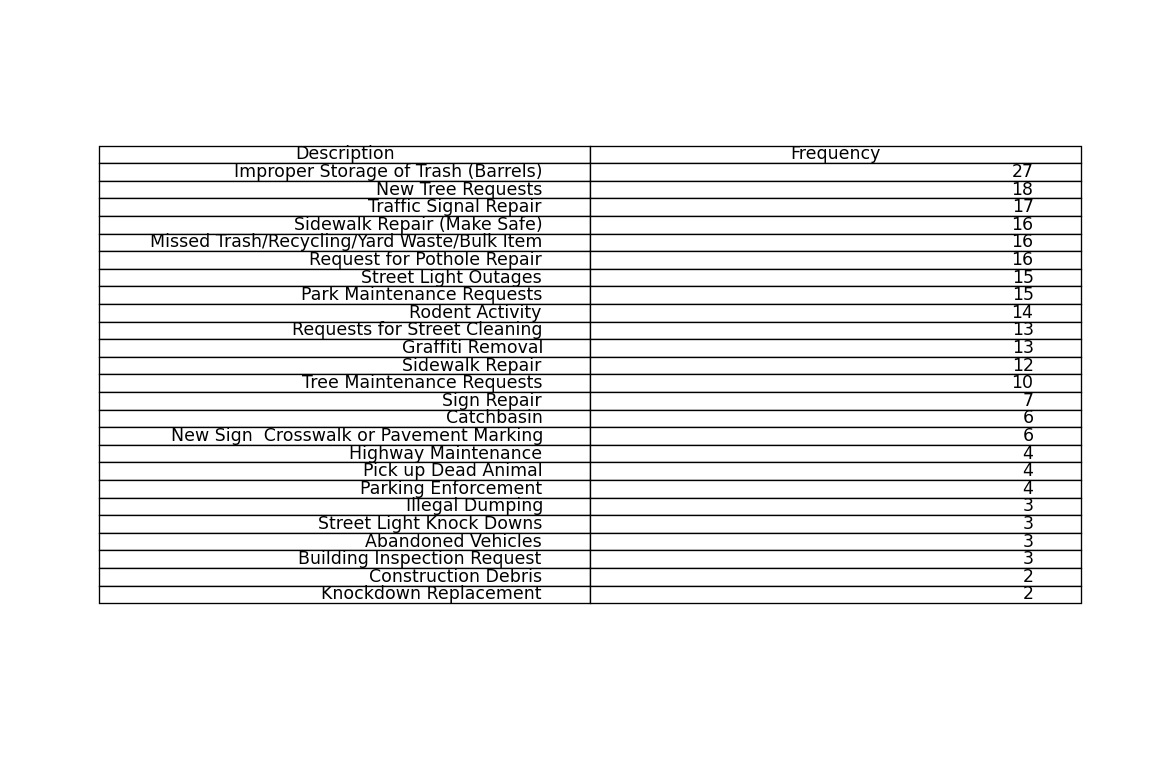 Description Frequency
Improper Storage of Trash (Barrels) 27
New Tree Requests 18
Traffic Signal Repair 17
Sidewalk Repair (Make Safe) 16
Missed Trash/Recycling/Yard Waste/Bulk Item 16
Request for Pothole Repair 16
Street Light Outages 15
Park Maintenance Requests 15
Rodent Activity 14
Requests for Street Cleaning 13
Graffiti Removal 13
Sidewalk Repair 12
Tree Maintenance Requests 10
Sign Repair 7
Catchbasin 6
New Sign  Crosswalk or Pavement Marking 6
Highway Maintenance 4
Pick up Dead Animal 4
Parking Enforcement 4
Illegal Dumping 3
Street Light Knock Downs 3
Abandoned Vehicles 3
Building Inspection Request 3
Construction Debris 2
Knockdown Replacement 2